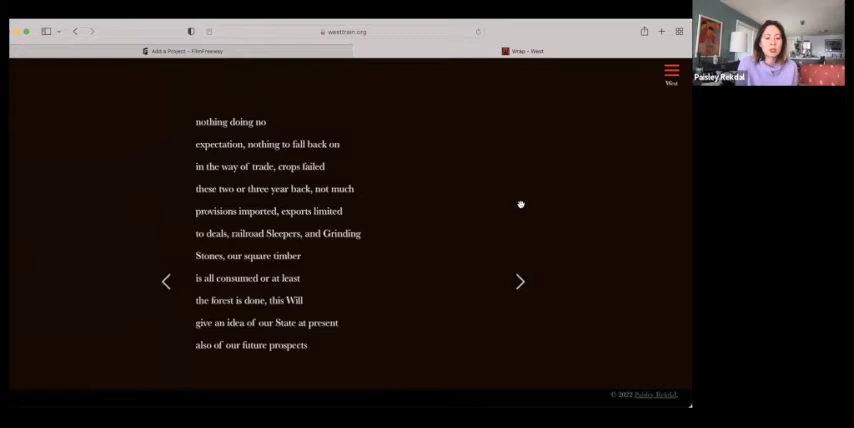 westtrain.org
Add a Project – FilmFreeway
Wrap – West
Paisley Rekdal
West
nothing doing no
expectation, nothing to fall back on
in the way of trade, crops failed
these two or three year back, not much
provisions imported, exports limited
to deals, railroad Sleepers, and Grinding
Stones, our square timber
is all consumed or at least
the forest is done, this Will
give an idea of our State at present
also of our future prospects
© 2022 Paisley Rekdal.